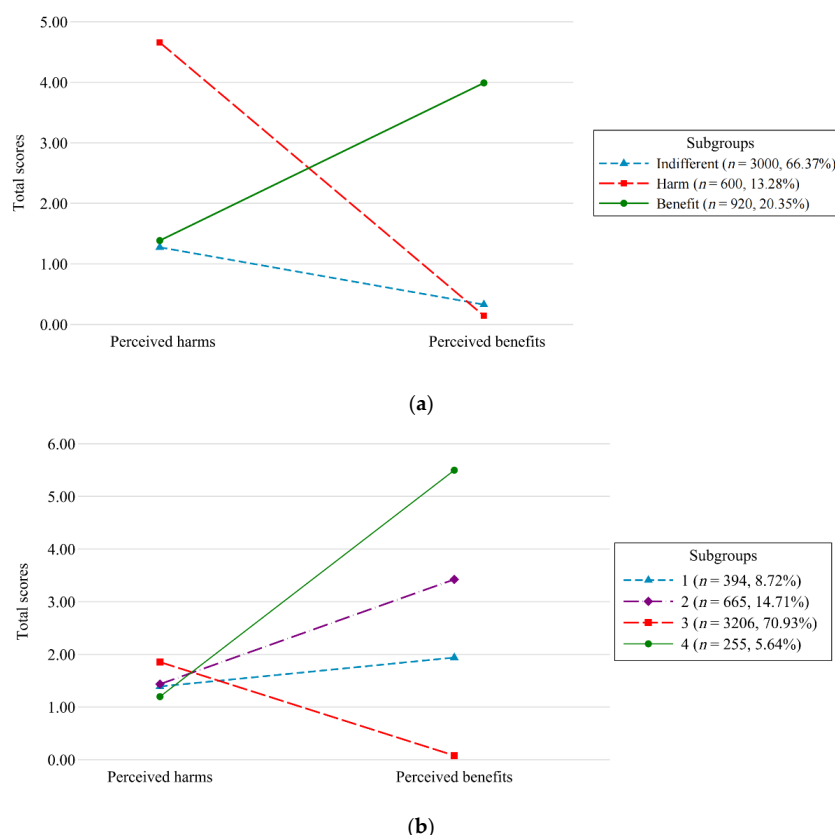 5.00
4.00
3.00
2.00
1.00
0.00
Total scores
Perceived harms
Perceived benefits
Subgroups
Indifferent (n = 3000, 66.37%)
Harm (n = 600, 13.28%)
Benefit (n = 920, 20.35%)
(a)
6.00
5.00
4.00
3.00
2.00
1.00
0.00
Total scores
Perceived harms
Perceived benefits
Subgroups
1 (n = 394, 8.72%)
2 (n = 665, 14.71%)
3 (n = 3206, 70.93%)
4 (n = 255, 5.64%)
(b)